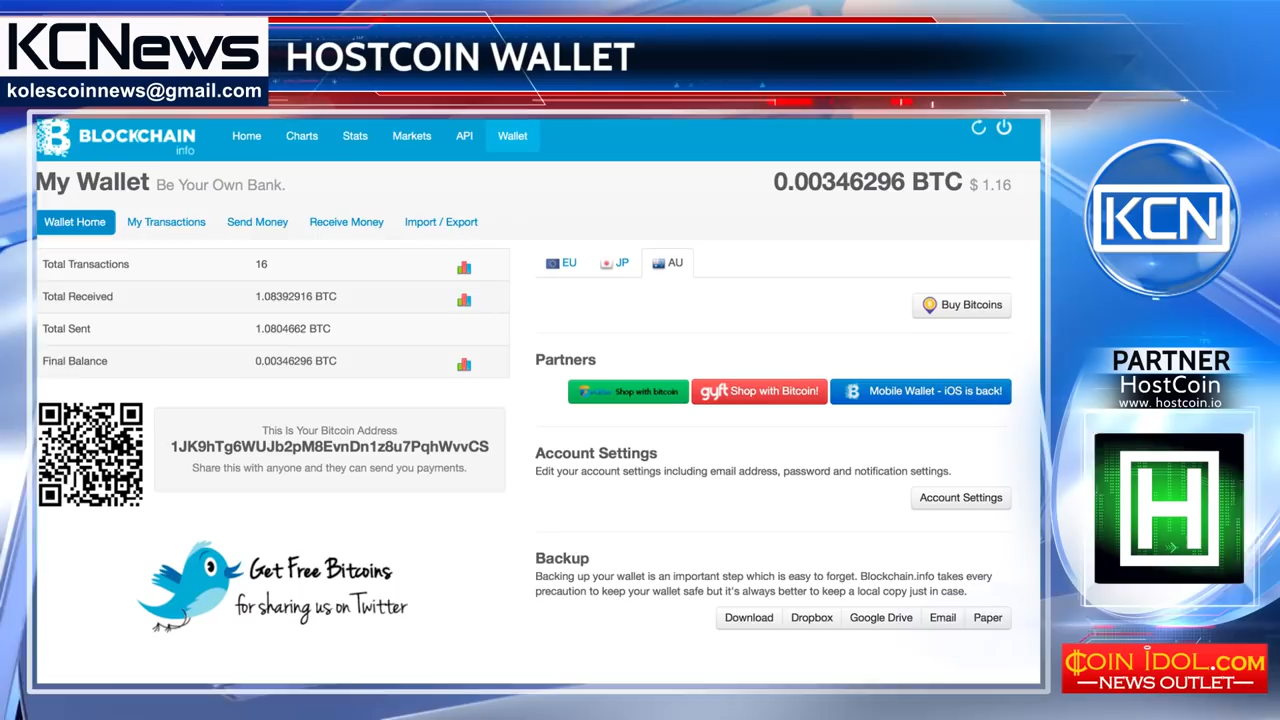 KCNews
kolescoinnews@gmail.com
HOSTCOIN WALLET
BLOCKCHAIN
info
Home Charts Stats Markets API Wallet
My Wallet Be Your Own Bank.
0.00346296 BTC $ 1.16
Wallet Home My Transactions Send Money Receive Money Import / Export
Total Transactions 16
Total Received 1.08392916 BTC
Total Sent 1.0804662 BTC
Final Balance 0.00346296 BTC
This Is Your Bitcoin Address
1JK9hTg6WUJb2pM8EvnDn1z8u7PqhWvvCS
Share this with anyone and they can send you payments.
Get Free Bitcoins
for sharing us on Twitter
EU JP AU
Buy Bitcoins
Partners
Shop with bitcoin
gyft Shop with Bitcoin!
Mobile Wallet - iOS is back!
Account Settings
Edit your account settings including email address, password and notification settings.
Account Settings
Backup
Backing up your wallet is an important step which is easy to forget. Blockchain.info takes every
precaution to keep your wallet safe but it's always better to keep a local copy just in case.
Download Dropbox Google Drive Email Paper
KCN
PARTNER
HostCoin
www. hostcoin.io
H
COIN IDOL.COM
NEWS OUTLET